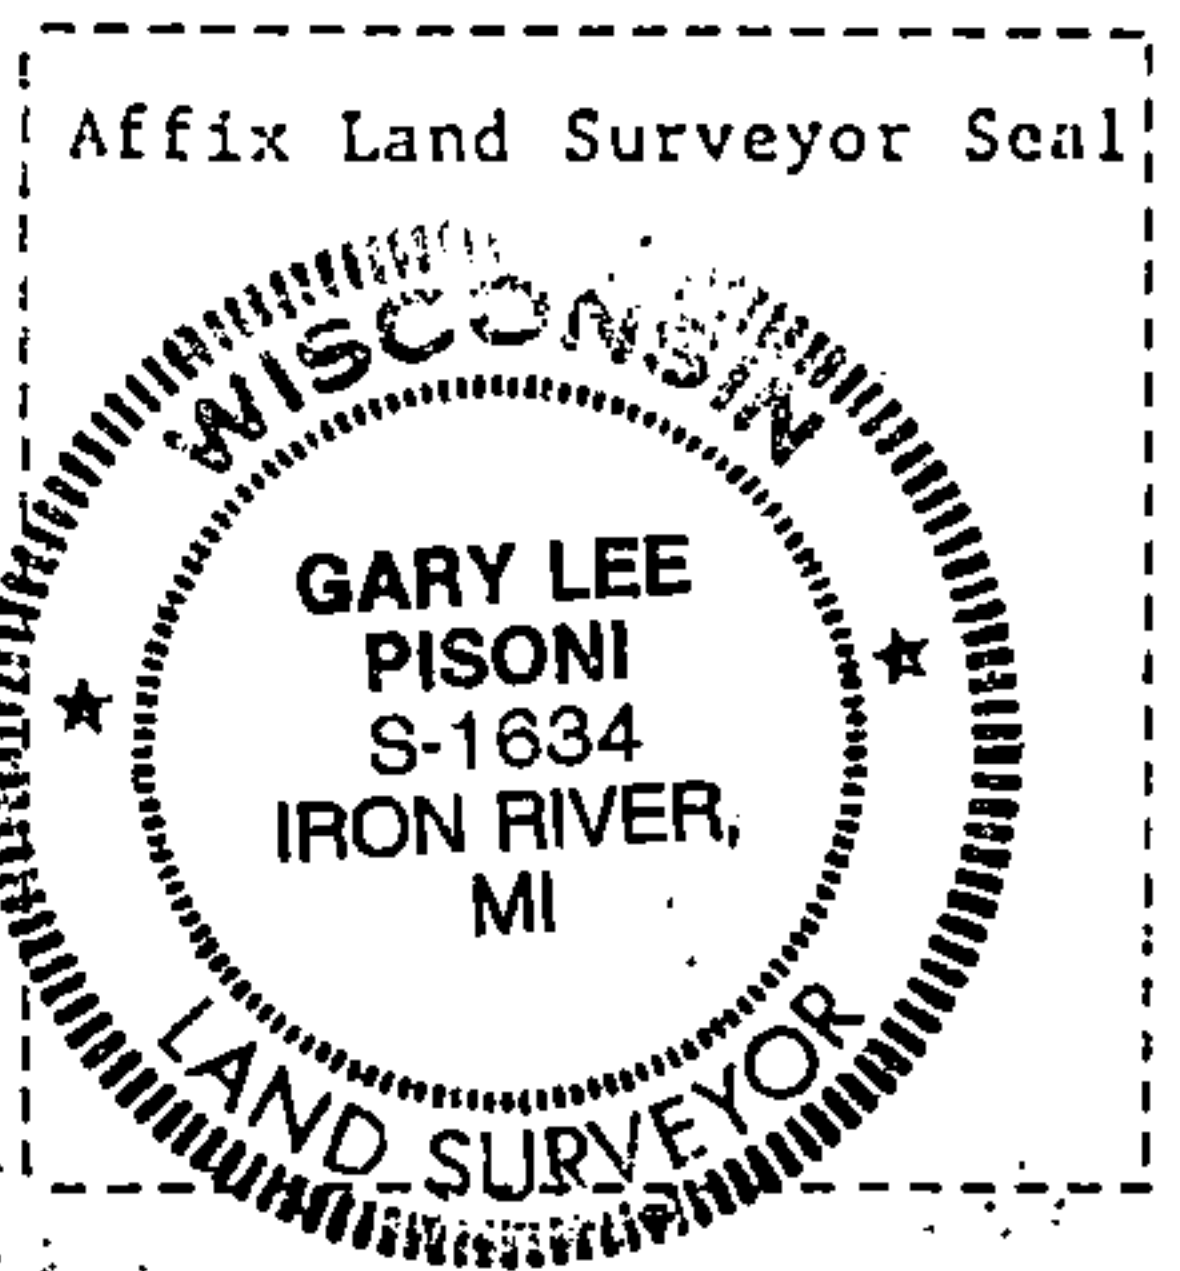 Affix Land Surveyor Seal
WISCONSIN
GARY LEE
PISONI
S-1634
IRON RIVER,
MI
LAND SURVEYOR